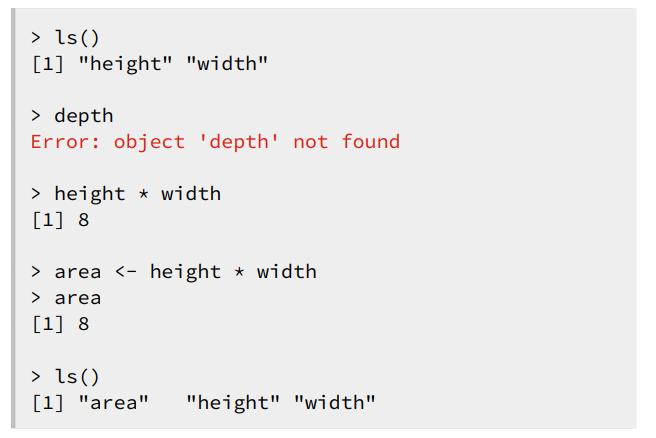 > ls()
[1] "height" "width"
> depth
Error: object 'depth' not found
> height * width
[1] 8
> area <- height * width
> area
[1] 8
> ls()
[1] "area"   "height" "width"